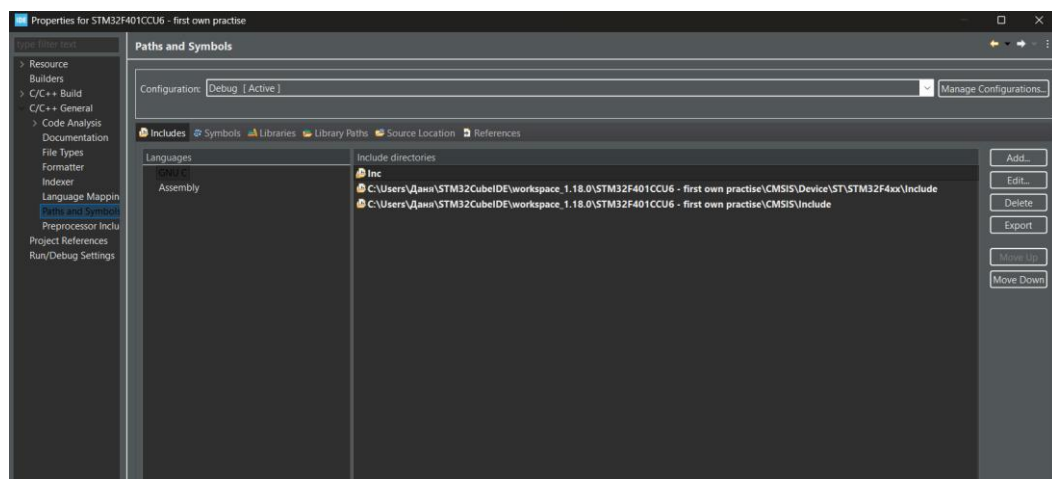 IDE Properties for STM32F401CCU6 - first own practise
type filter text
Paths and Symbols
Resource
Builders
C/C++ Build
C/C++ General
Code Analysis
Documentation
File Types
Formatter
Indexer
Language Mappin
Paths and Symbols
Preprocessor Inclu
Project References
Run/Debug Settings
Configuration: Debug [ Active ]
Manage Configurations...
Includes Symbols Libraries Library Paths Source Location References
Languages
GNU C
Assembly
Include directories
Inc
C:\Users\Даня\STM32CubeIDE\workspace_1.18.0\STM32F401CCU6 - first own practise\CMSIS\Device\ST\STM32F4xx\Include
C:\Users\Даня\STM32CubeIDE\workspace_1.18.0\STM32F401CCU6 - first own practise\CMSIS\Include
Add...
Edit...
Delete
Export
Move Up
Move Down